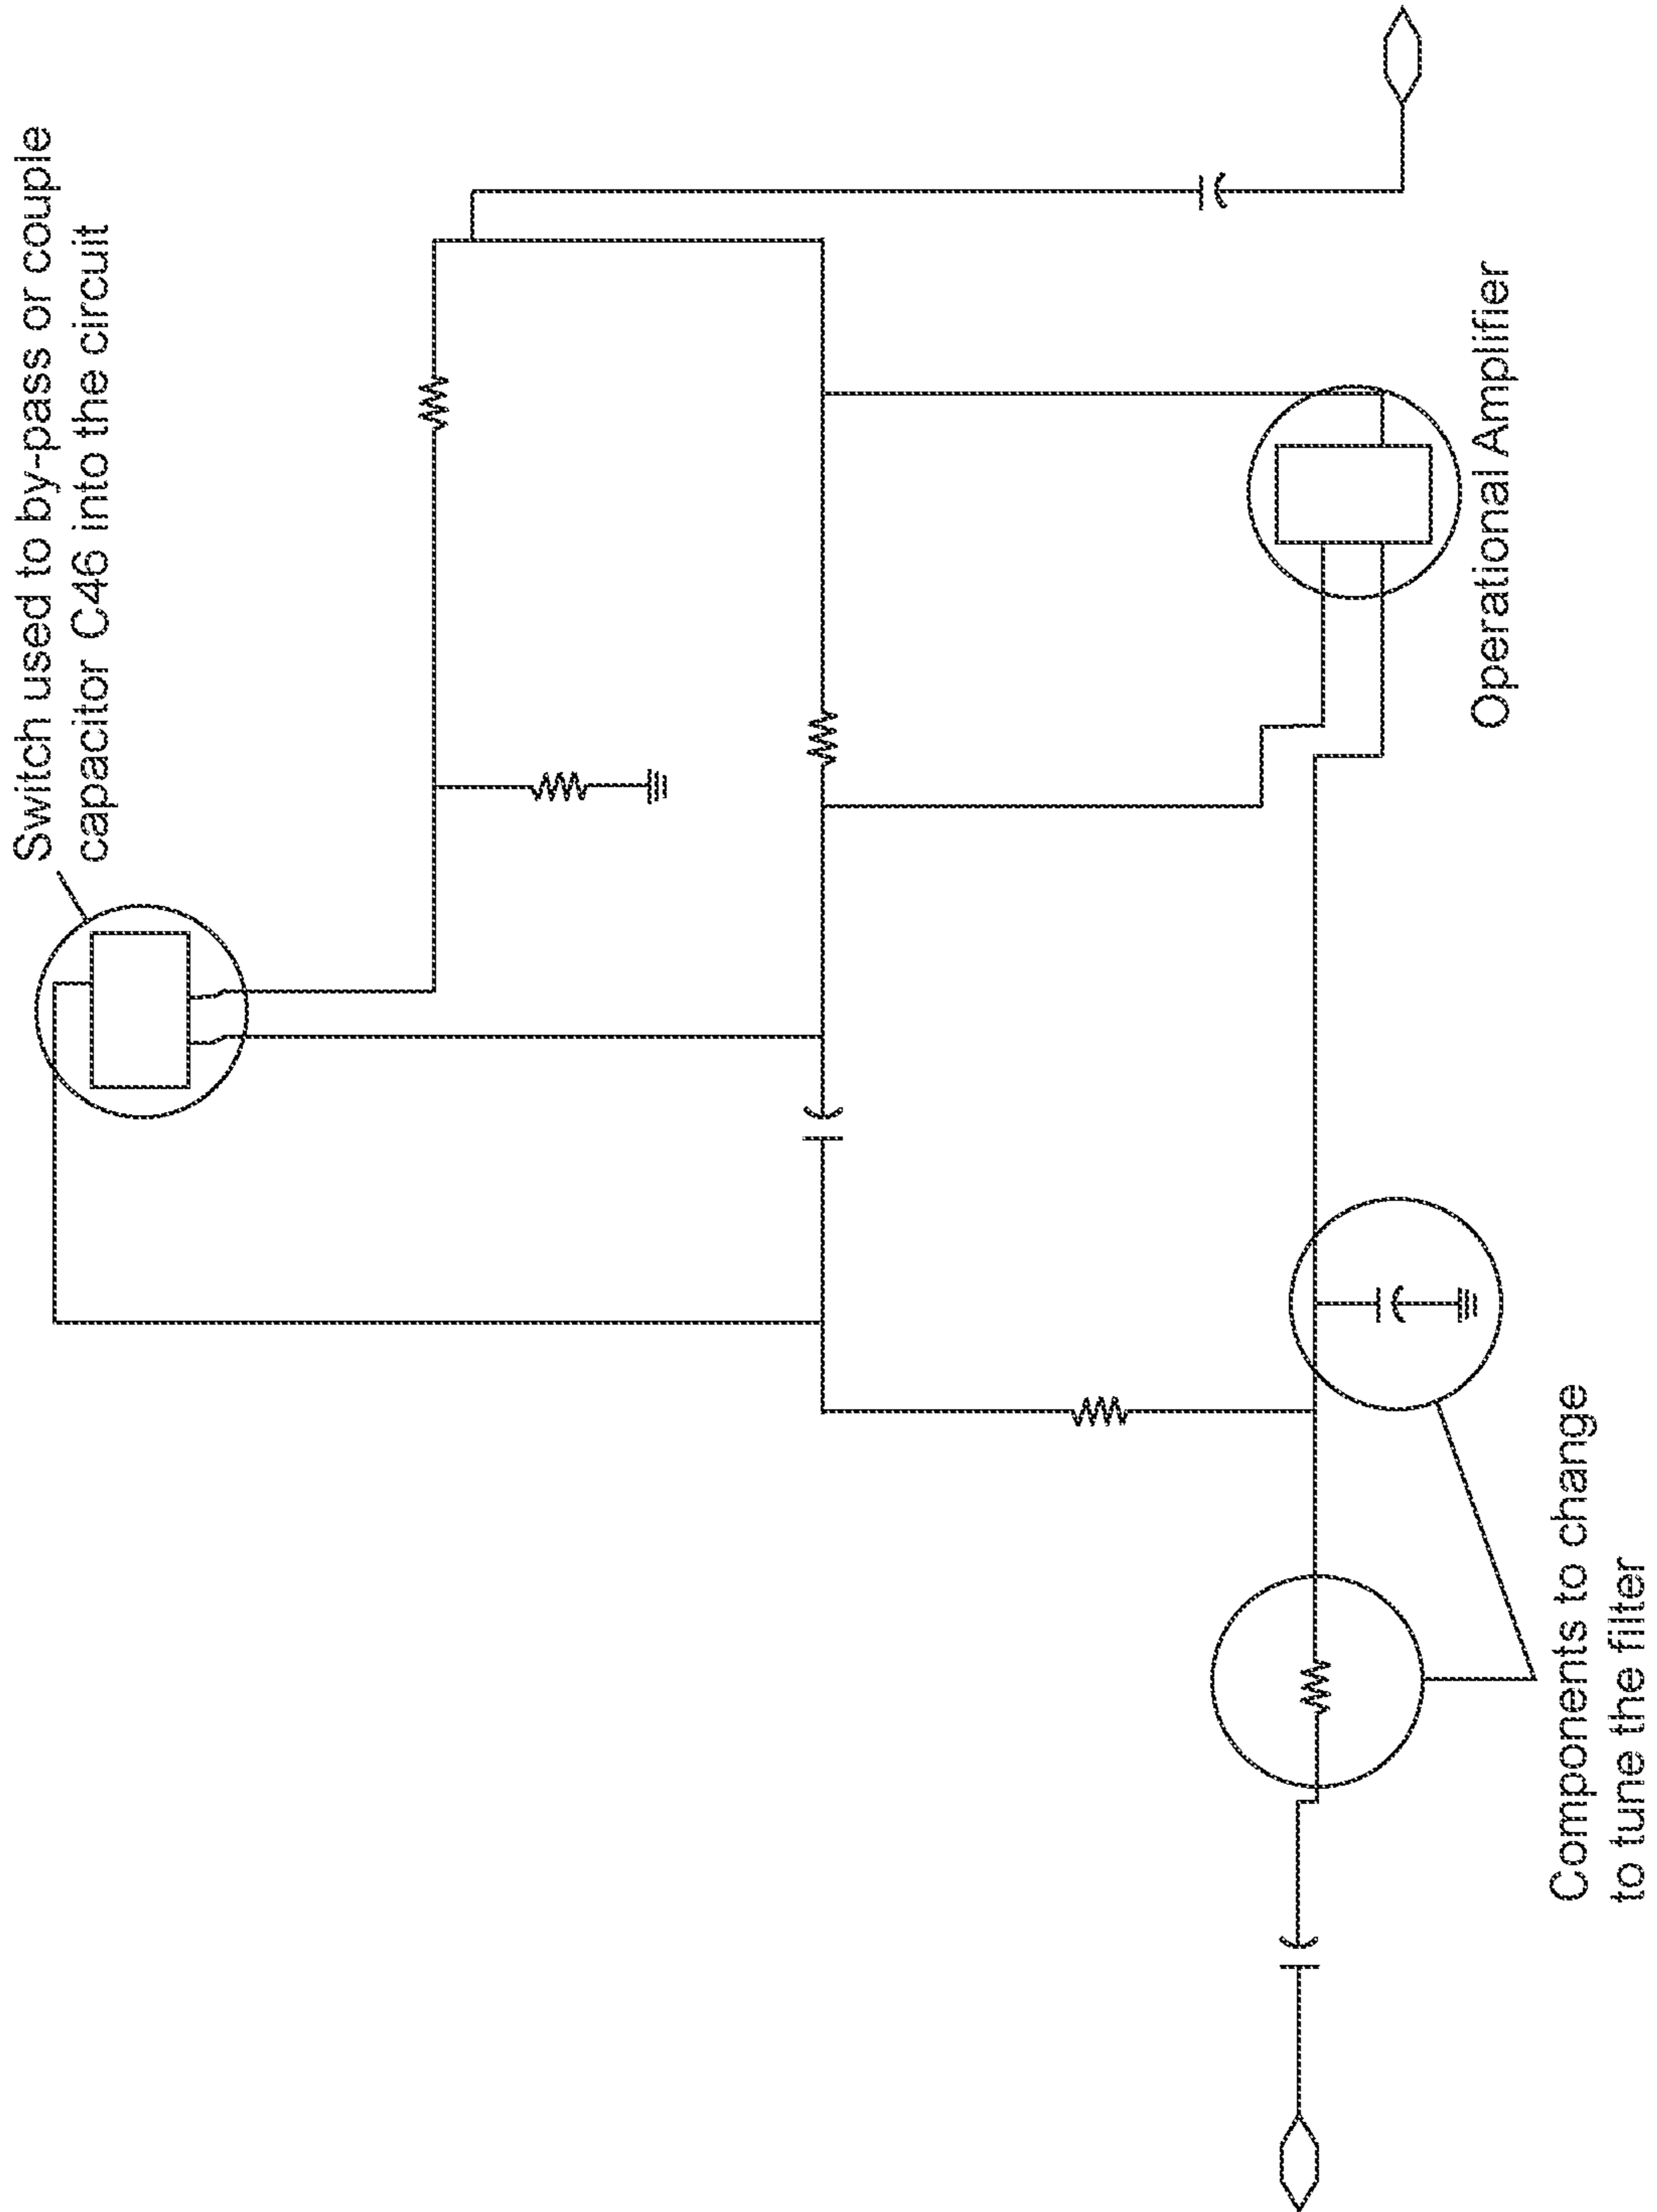 Switch used to by-pass or couple
capacitor C46 into the circuit
Operational Amplifier
Components to change
to tune the filter